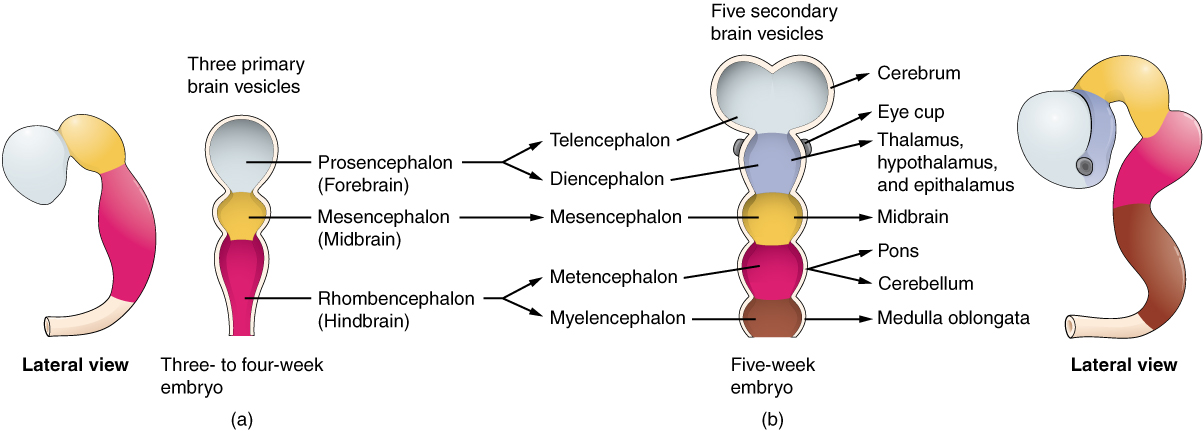 Three primary
brain vesicles
Prosencephalon
(Forebrain)
Mesencephalon
(Midbrain)
Rhombencephalon
(Hindbrain)
Lateral view
Three- to four-week
embryo
(a)
Five secondary
brain vesicles
Telencephalon
Diencephalon
Mesencephalon
Metencephalon
Myelencephalon
Cerebrum
Eye cup
Thalamus,
hypothalamus,
and epithalamus
Midbrain
Pons
Cerebellum
Medulla oblongata
Five-week
embryo
(b)
Lateral view